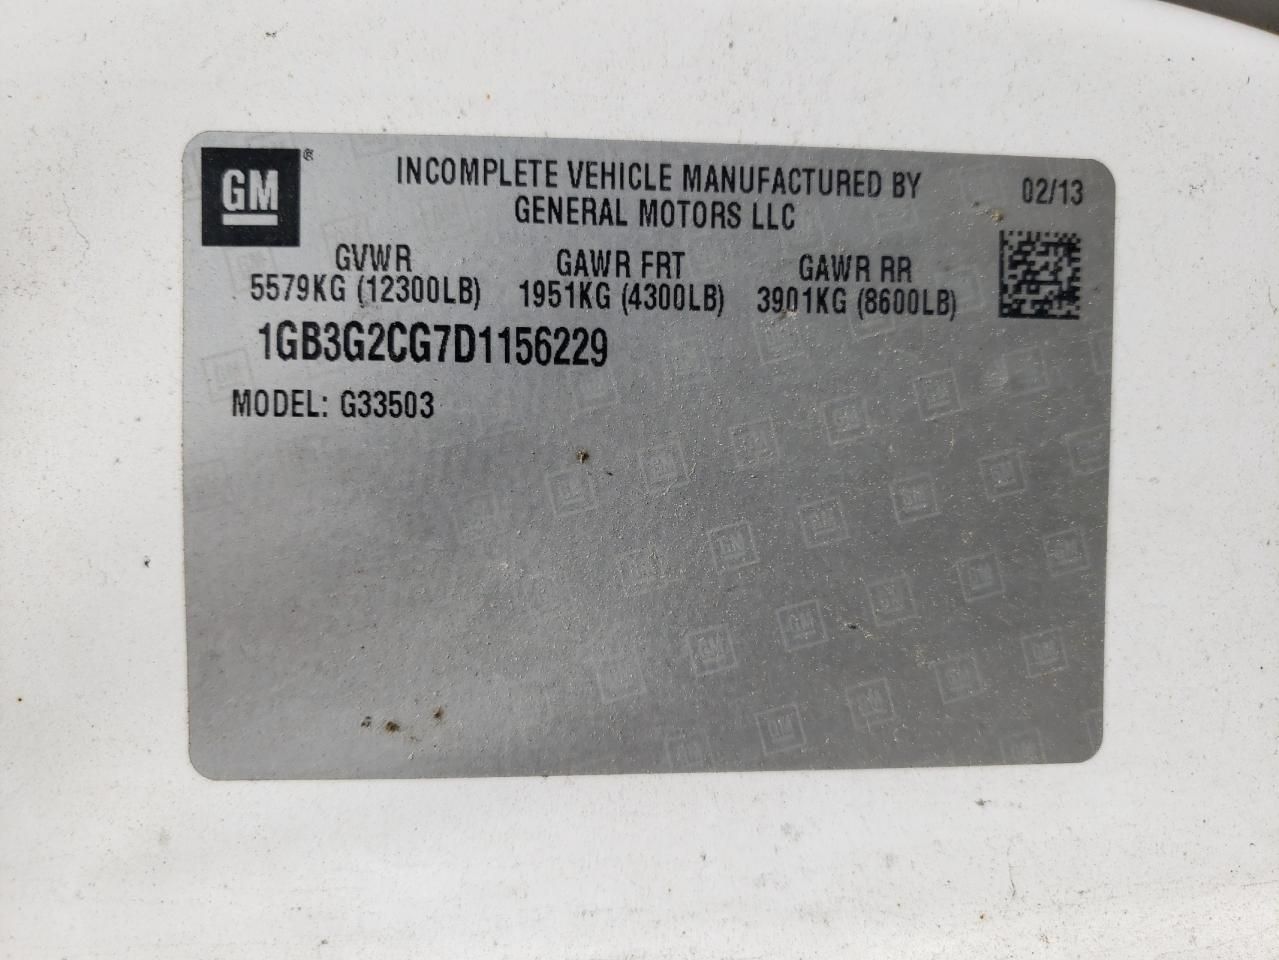 GM®
INCOMPLETE VEHICLE MANUFACTURED BY
GENERAL MOTORS LLC
02/13
GVWR
5579KG (12300LB)
GAWR FRT
1951KG (4300LB)
GAWR RR
3901KG (8600LB)
1GB3G2CG7D1156229
MODEL: G33503